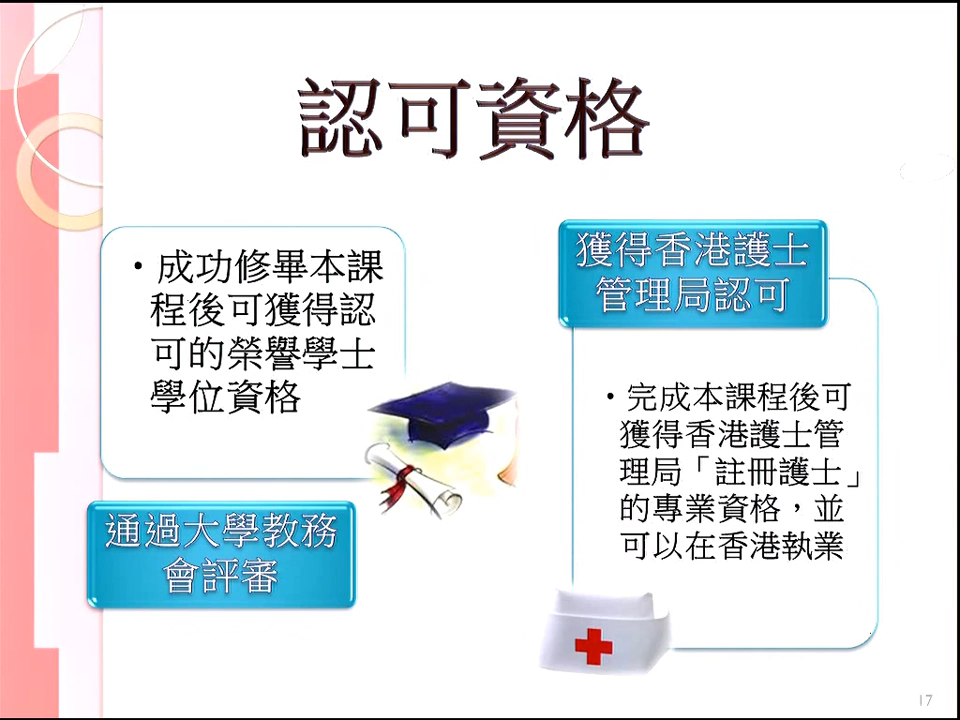 認可資格
・成功修畢本課
程後可獲得認
可的榮譽學士
學位資格
通過大學教務
會評審
獲得香港護士
管理局認可
・完成本課程後可
獲得香港護士管
理局「註冊護士」
的專業資格，並
可以在香港執業
17